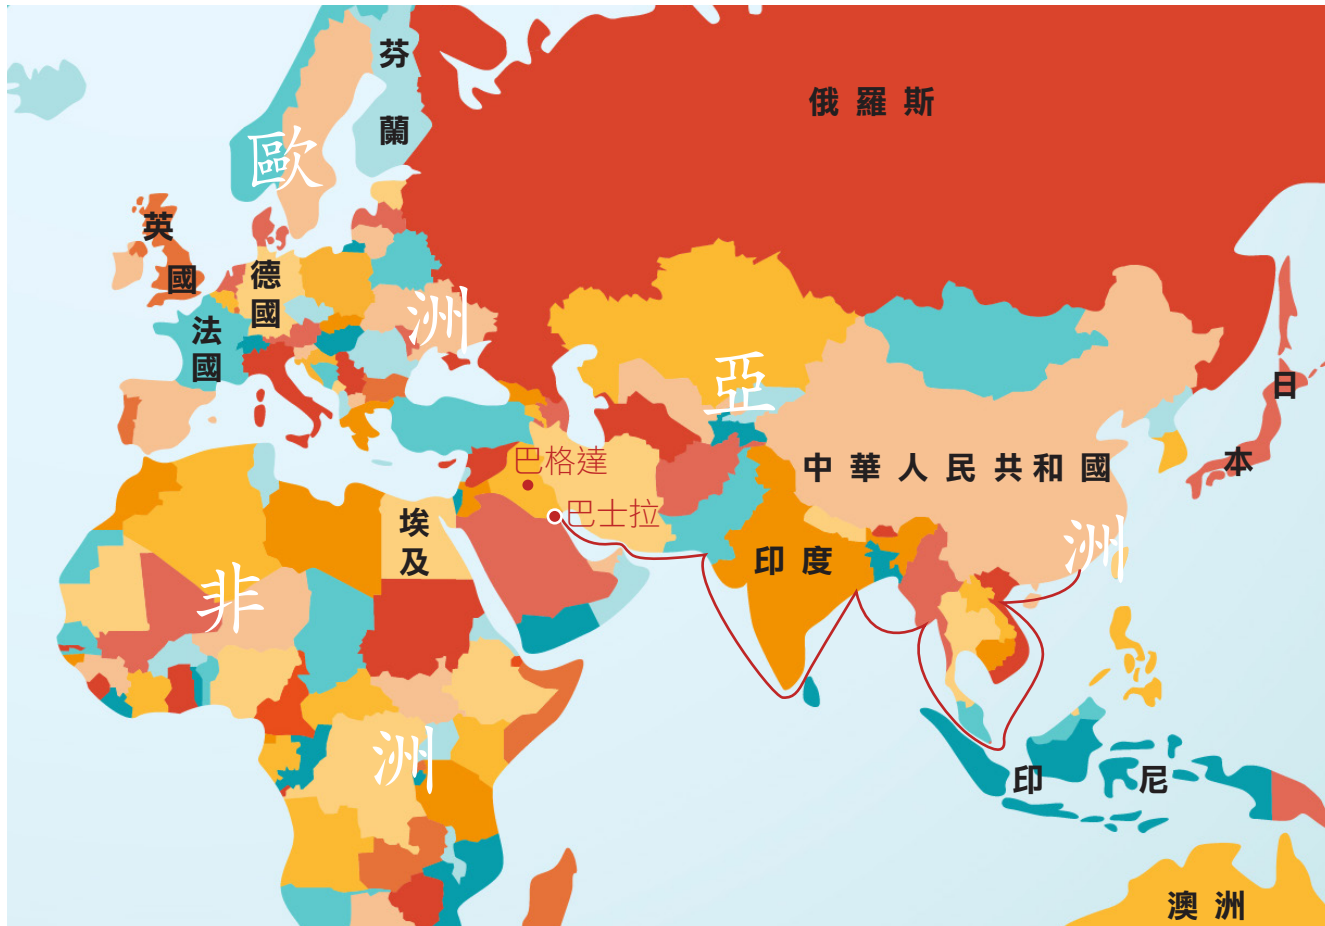 芬蘭
俄羅斯
歐洲
英國
德國
法國
亞洲
日本
中華人民共和國
巴格達
巴士拉
埃及
印度
非洲
印尼
澳洲